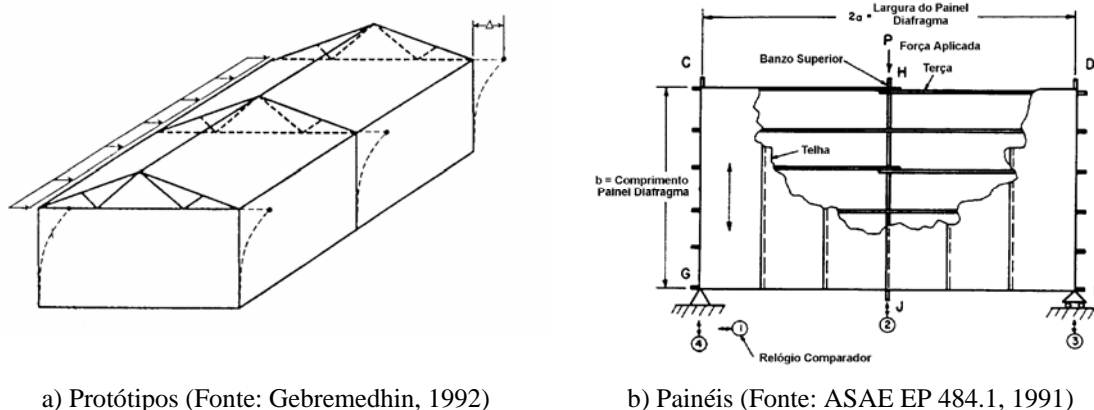 Δ
2a = Largura do Painel
Diafragma
P
Força Aplicada
C
Banzo Superior
H
Terça
D
Telha
b = Comprimento
Painel Diafragma
G
J
1
2
4
3
Relógio Comparador
a) Protótipos (Fonte: Gebremedhin, 1992)
b) Painéis (Fonte: ASAE EP 484.1, 1991)